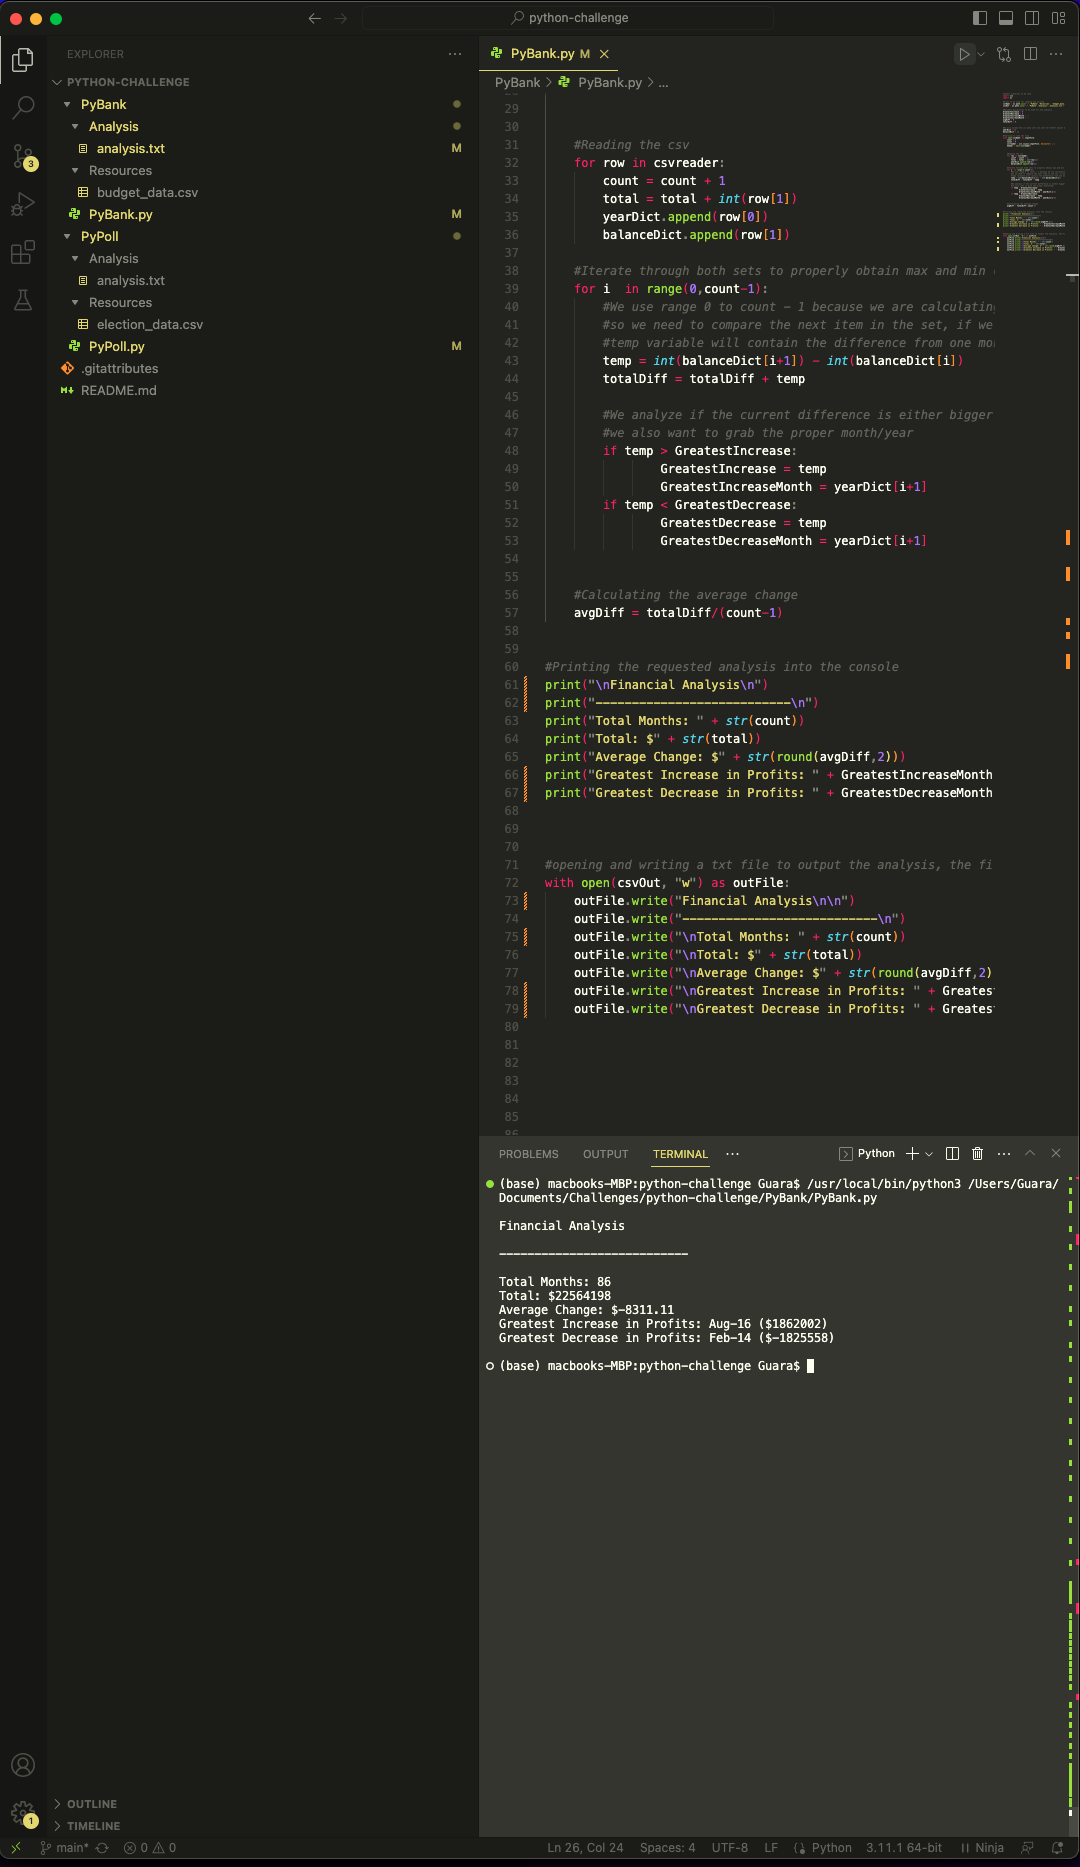 python-challenge
EXPLORER
PYTHON-CHALLENGE
PyBank
Analysis
analysis.txt M
Resources
budget_data.csv
PyBank.py M
PyPoll
Analysis
analysis.txt
Resources
election_data.csv
PyPoll.py M
.gitattributes
README.md
3
OUTLINE
TIMELINE
1
PyBank.py M
PyBank > PyBank.py > ...
29
30
31 #Reading the csv
32 for row in csvreader:
33 count = count + 1
34 total = total + int(row[1])
35 yearDict.append(row[0])
36 balanceDict.append(row[1])
37
38 #Iterate through both sets to properly obtain max and min
39 for i  in range(0,count-1):
40 #We use range 0 to count - 1 because we are calculatin
41 #so we need to compare the next item in the set, if we
42 #temp variable will contain the difference from one mo
43 temp = int(balanceDict[i+1]) - int(balanceDict[i])
44 totalDiff = totalDiff + temp
45
46 #We analyze if the current difference is either bigger
47 #we also want to grab the proper month/year
48 if temp > GreatestIncrease:
49 GreatestIncrease = temp
50 GreatestIncreaseMonth = yearDict[i+1]
51 if temp < GreatestDecrease:
52 GreatestDecrease = temp
53 GreatestDecreaseMonth = yearDict[i+1]
54
55
56 #Calculating the average change
57 avgDiff = totalDiff/(count-1)
58
59
60 #Printing the requested analysis into the console
61 print("\nFinancial Analysis\n")
62 print("---------------------------\n")
63 print("Total Months: " + str(count))
64 print("Total: $" + str(total))
65 print("Average Change: $" + str(round(avgDiff,2)))
66 print("Greatest Increase in Profits: " + GreatestIncreaseMonth
67 print("Greatest Decrease in Profits: " + GreatestDecreaseMonth
68
69
70
71 #opening and writing a txt file to output the analysis, the fi
72 with open(csvOut, "w") as outFile:
73 outFile.write("Financial Analysis\n\n")
74 outFile.write("---------------------------\n")
75 outFile.write("\nTotal Months: " + str(count))
76 outFile.write("\nTotal: $" + str(total))
77 outFile.write("\nAverage Change: $" + str(round(avgDiff,2)
78 outFile.write("\nGreatest Increase in Profits: " + Greates
79 outFile.write("\nGreatest Decrease in Profits: " + Greates
80
81
82
83
84
85
PROBLEMS OUTPUT TERMINAL ... Python
(base) macbooks-MBP:python-challenge Guara$ /usr/local/bin/python3 /Users/Guara/
Documents/Challenges/python-challenge/PyBank/PyBank.py
Financial Analysis
---------------------------
Total Months: 86
Total: $22564198
Average Change: $-8311.11
Greatest Increase in Profits: Aug-16 ($1862002)
Greatest Decrease in Profits: Feb-14 ($-1825558)
(base) macbooks-MBP:python-challenge Guara$
main* 0 0 Ln 26, Col 24 Spaces: 4 UTF-8 LF Python 3.11.1 64-bit Ninja